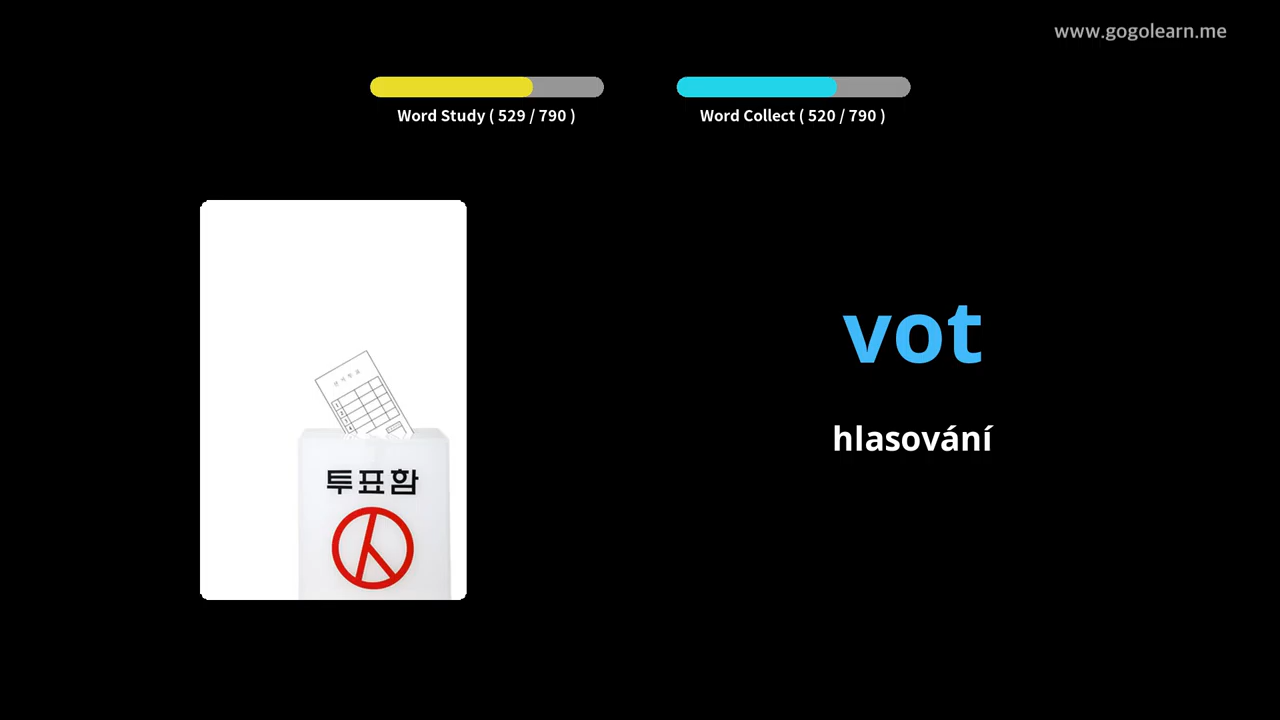 www.gogolearn.me
Word Study ( 529 / 790 )
Word Collect ( 520 / 790 )
vot
hlasování
투표함